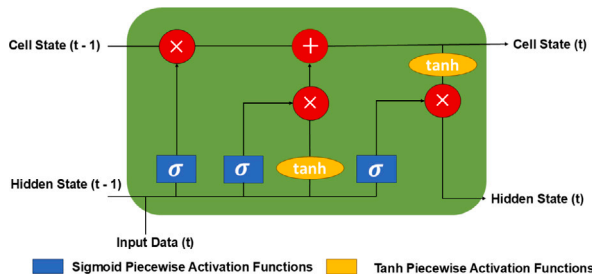 Cell State (t - 1)
×
+
Cell State (t)
tanh
×
×
σ
σ
tanh
σ
Hidden State (t - 1)
Hidden State (t)
Input Data (t)
Sigmoid Piecewise Activation Functions
Tanh Piecewise Activation Functions